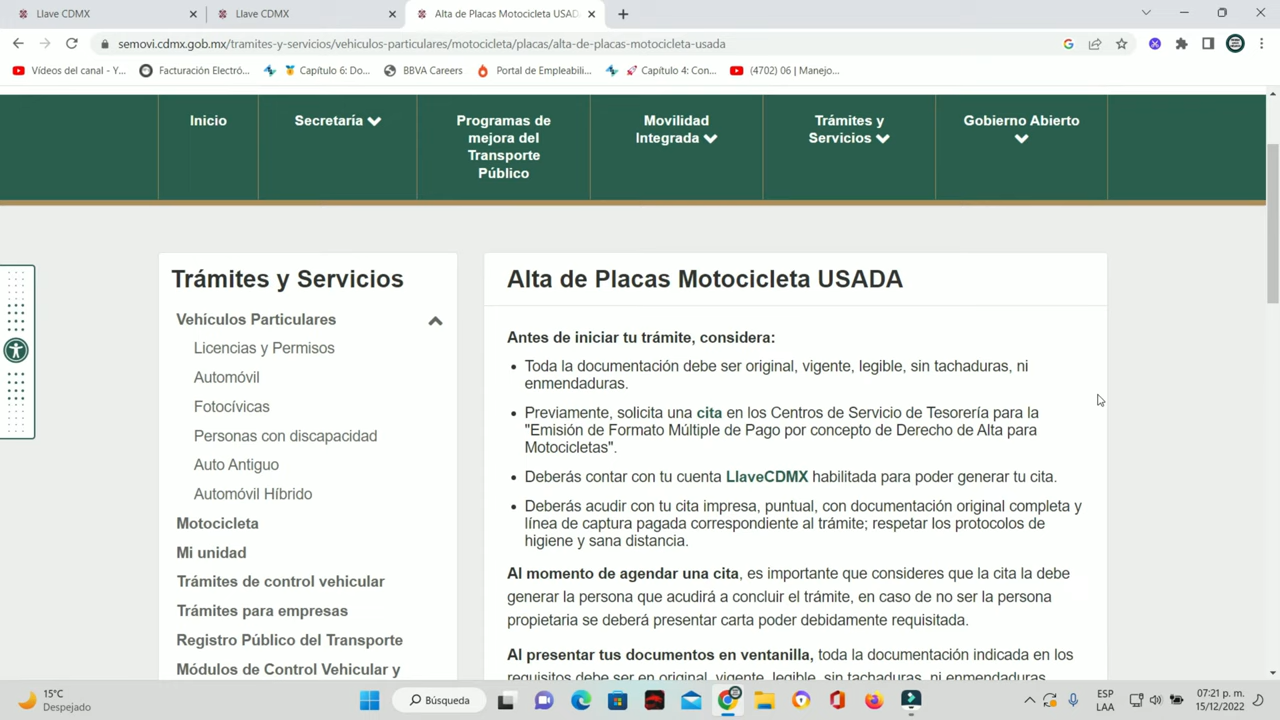 Llave CDMX
Llave CDMX
Alta de Placas Motocicleta USAD
semovi.cdmx.gob.mx/tramites-y-servicios/vehiculos-particulares/motocicleta/placas/alta-de-placas-motocicleta-usada
Vídeos del canal - Y...
Facturación Electró...
Capítulo 6: Do...
BBVA Careers
Portal de Empleabili...
Capítulo 4: Con...
(4702) 06 | Manejo...
Inicio
Secretaría
Programas de
mejora del
Transporte
Público
Movilidad
Integrada
Trámites y
Servicios
Gobierno Abierto
Trámites y Servicios
Vehiculos Particulares
Licencias y Permisos
Automóvil
Fotocívicas
Personas con discapacidad
Auto Antiguo
Automóvil Híbrido
Motocicleta
Mi unidad
Trámites de control vehicular
Trámites para empresas
Registro Público del Transporte
Módulos de Control Vehicular y
Alta de Placas Motocicleta USADA
Antes de iniciar tu trámite, considera:
• Toda la documentación debe ser original, vigente, legible, sin tachaduras, ni
enmendaduras.
• Previamente, solicita una cita en los Centros de Servicio de Tesorería para la
"Emisión de Formato Múltiple de Pago por concepto de Derecho de Alta para
Motocicletas".
• Deberás contar con tu cuenta LlaveCDMX habilitada para poder generar tu cita.
• Deberás acudir con tu cita impresa, puntual, con documentación original completa y
línea de captura pagada correspondiente al trámite; respetar los protocolos de
higiene y sana distancia.
Al momento de agendar una cita, es importante que consideres que la cita la debe
generar la persona que acudirá a concluir el trámite, en caso de no ser la persona
propietaria se deberá presentar carta poder debidamente requisitada.
Al presentar tus documentos en ventanilla, toda la documentación indicada en los
requisitos debe ser en original, vigente, legible, sin tachaduras, ni enmendaduras
15°C
Despejado
Búsqueda
ESP
LAA
07:21 p. m.
15/12/2022